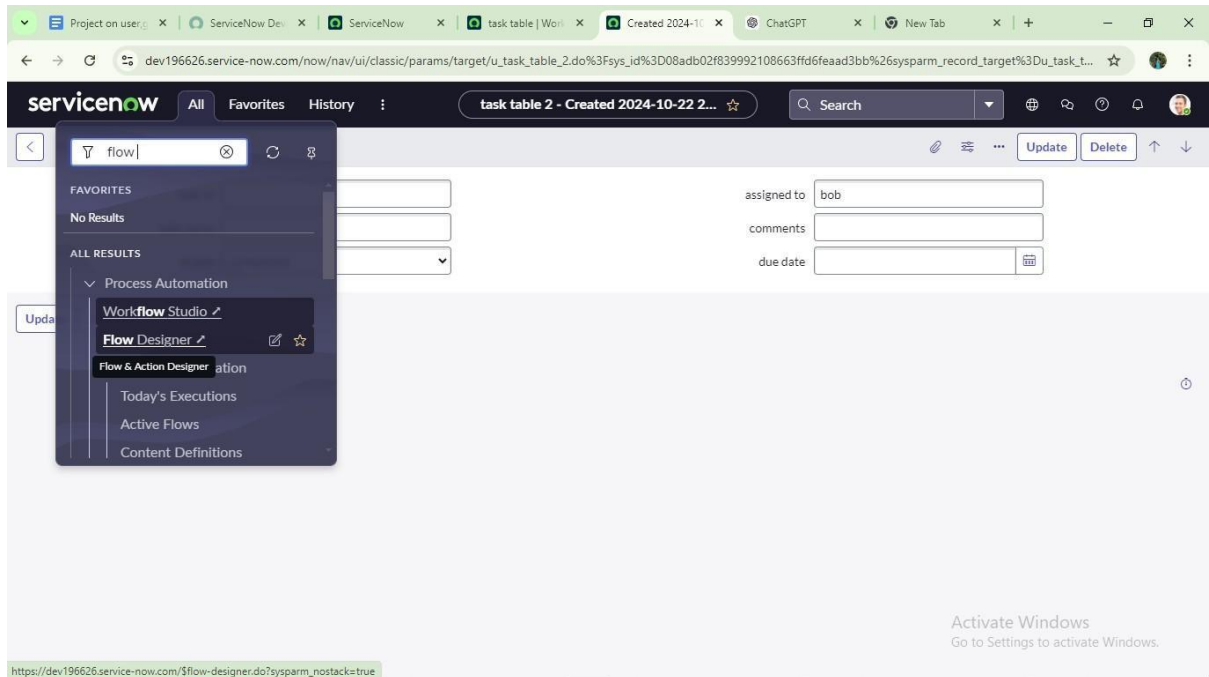 Project on user,g
ServiceNow Dev
ServiceNow
task table | Work
Created 2024-10
ChatGPT
New Tab
dev196626.service-now.com/now/nav/ui/classic/params/target/u_task_table_2.do%3Fsys_id%3D08adb02f839992108663ffd6feaad3bb%26sysparm_record_target%3Du_task_t...
servicenow All Favorites History task table 2 - Created 2024-10-22 2... Search
flow
Update Delete
FAVORITES
No Results
ALL RESULTS
Process Automation
Workflow Studio
Flow Designer
Flow & Action Designer ation
Today's Executions
Active Flows
Content Definitions
assigned to bob
comments
due date
Upda
Activate Windows
Go to Settings to activate Windows.
https://dev196626.service-now.com/$flow-designer.do?sysparm_nostack=true